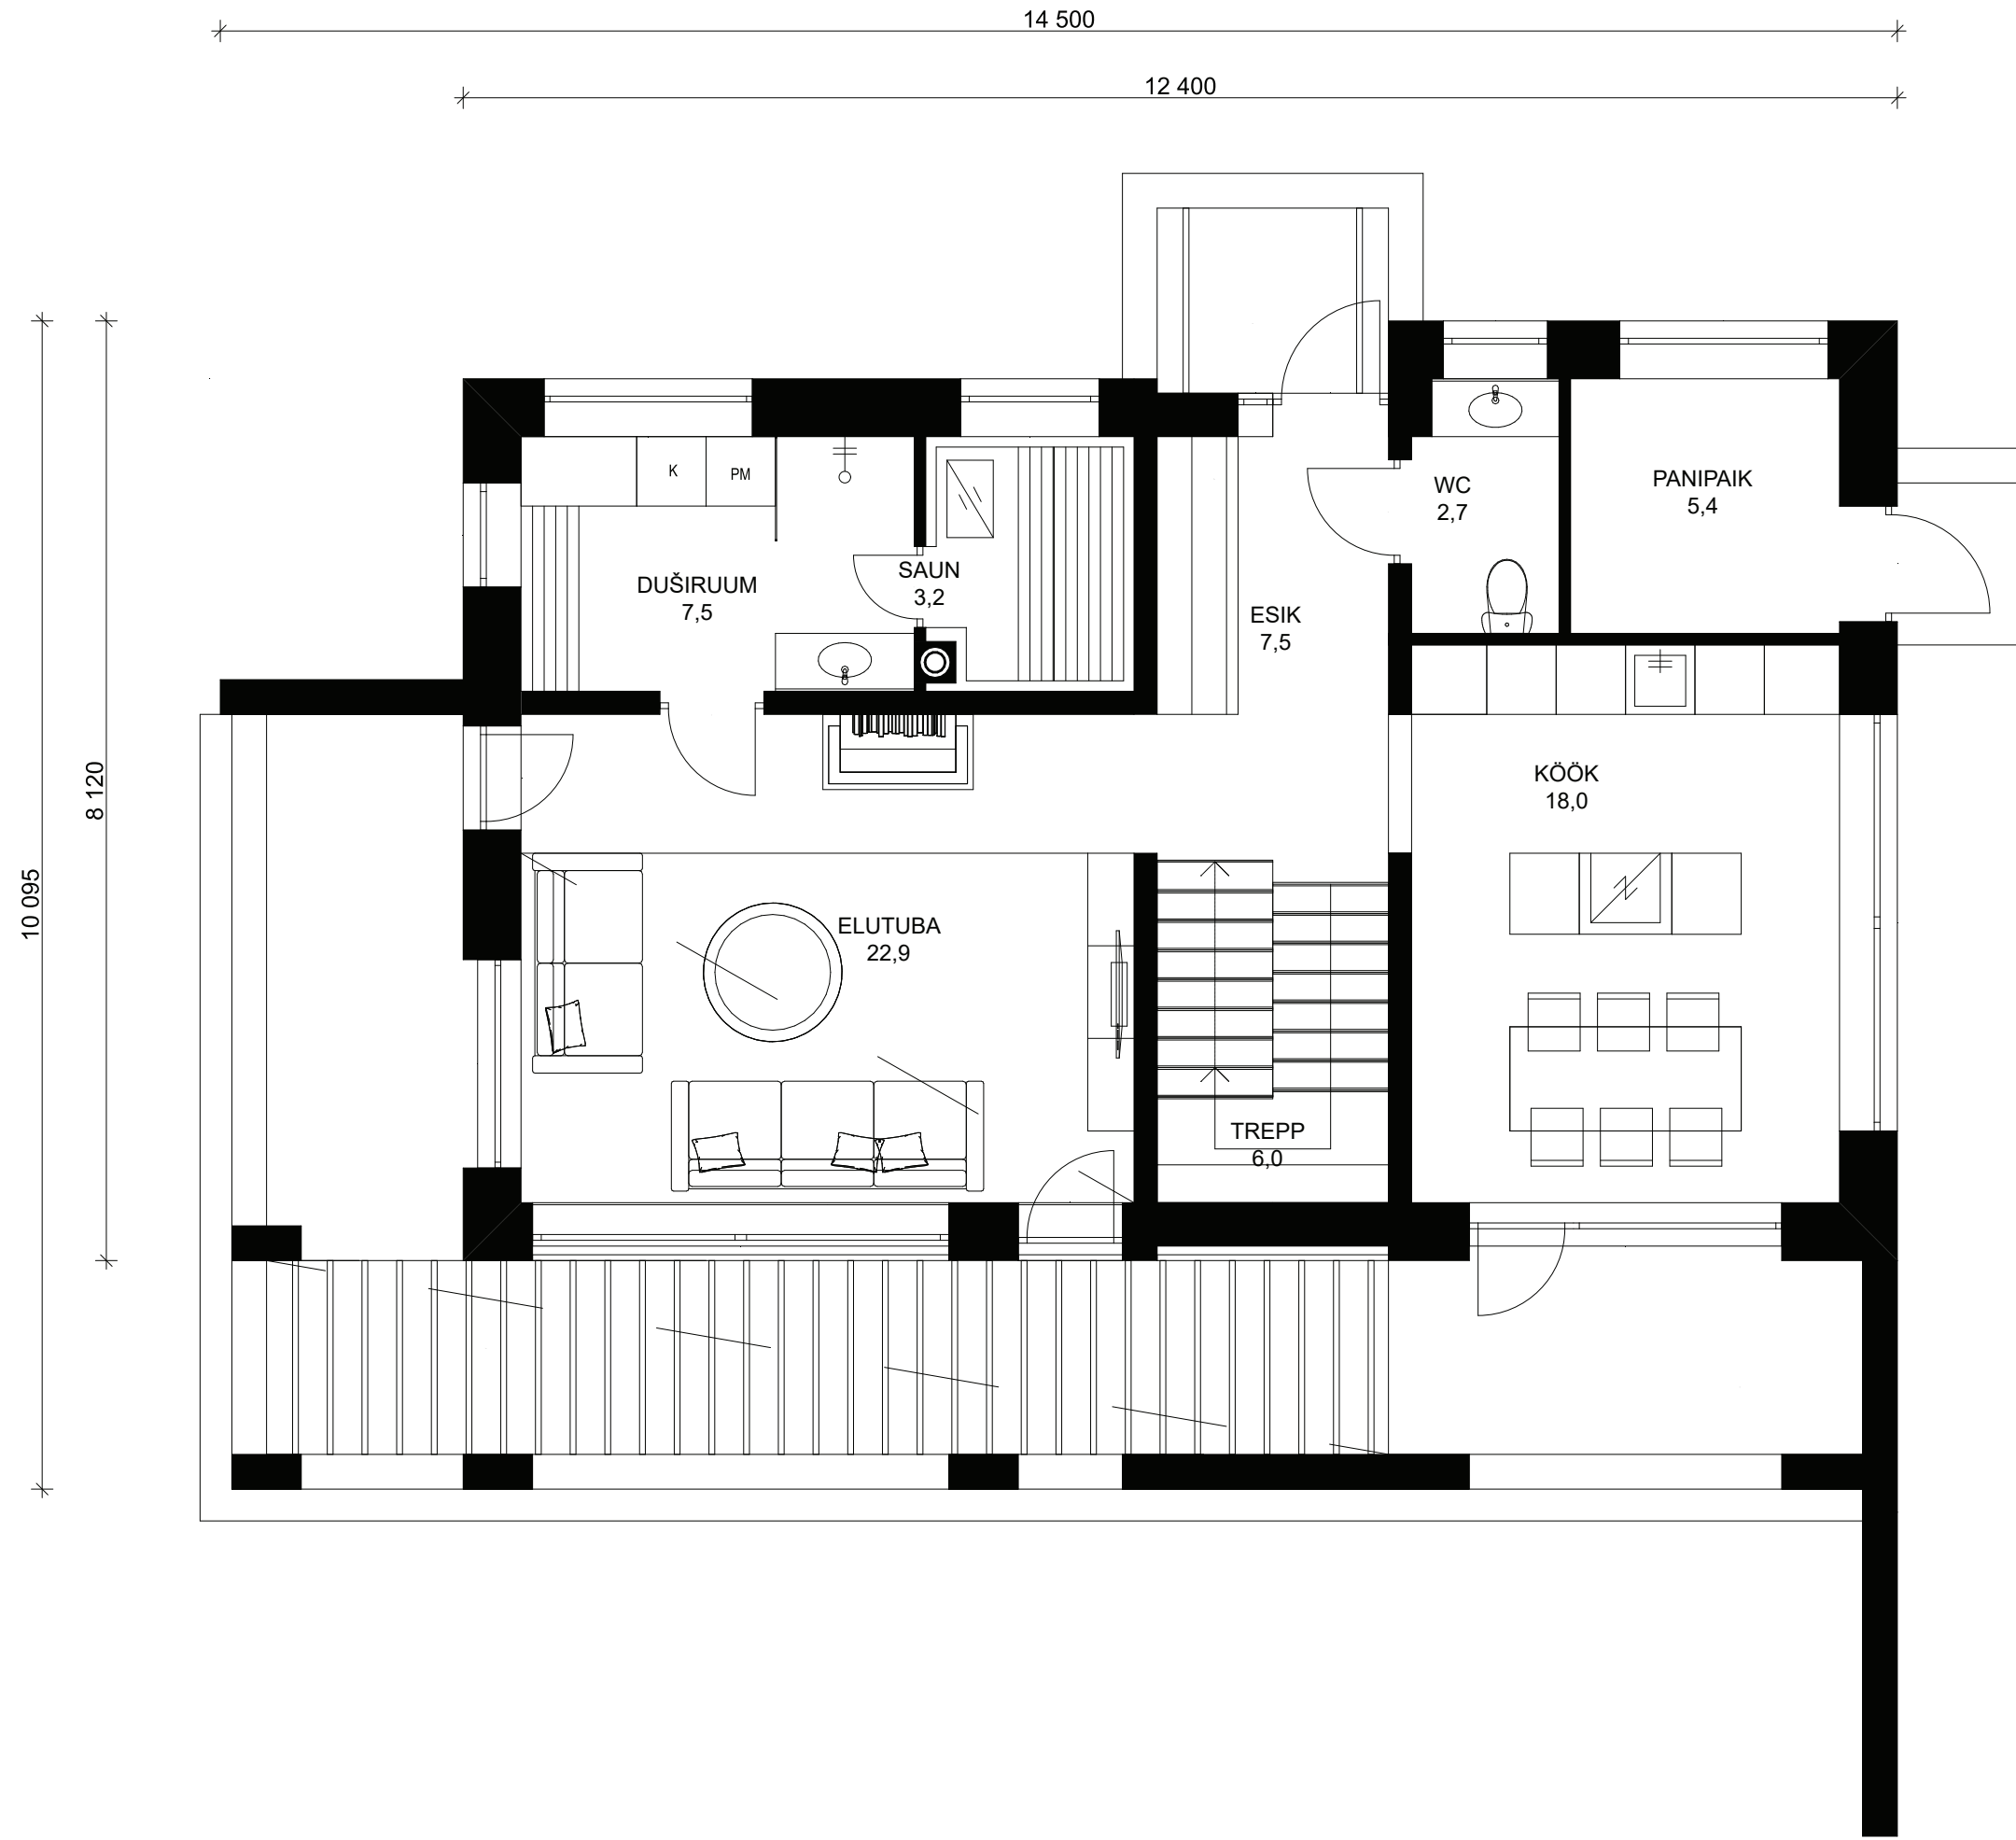 14 500
12 400
10 095
8 120
K
PM
DUŠIRUUM
7,5
SAUN
3,2
ESIK
7,5
WC
2,7
PANIPAIK
5,4
KÖÖK
18,0
ELUTUBA
22,9
TREPP
6,0